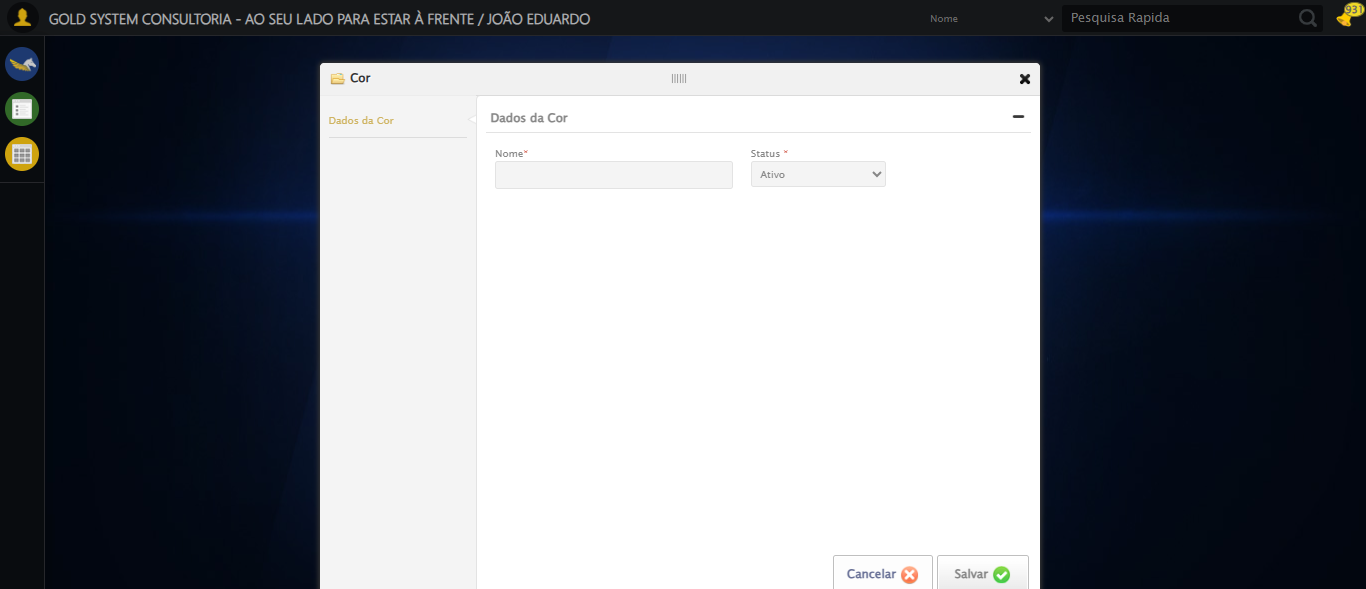 GOLD SYSTEM CONSULTORIA - AO SEU LADO PARA ESTAR À FRENTE / JOÃO EDUARDO
Nome
Pesquisa Rapida
931
Cor
Dados da Cor
Dados da Cor
Nome*
Status *
Ativo
Cancelar
Salvar